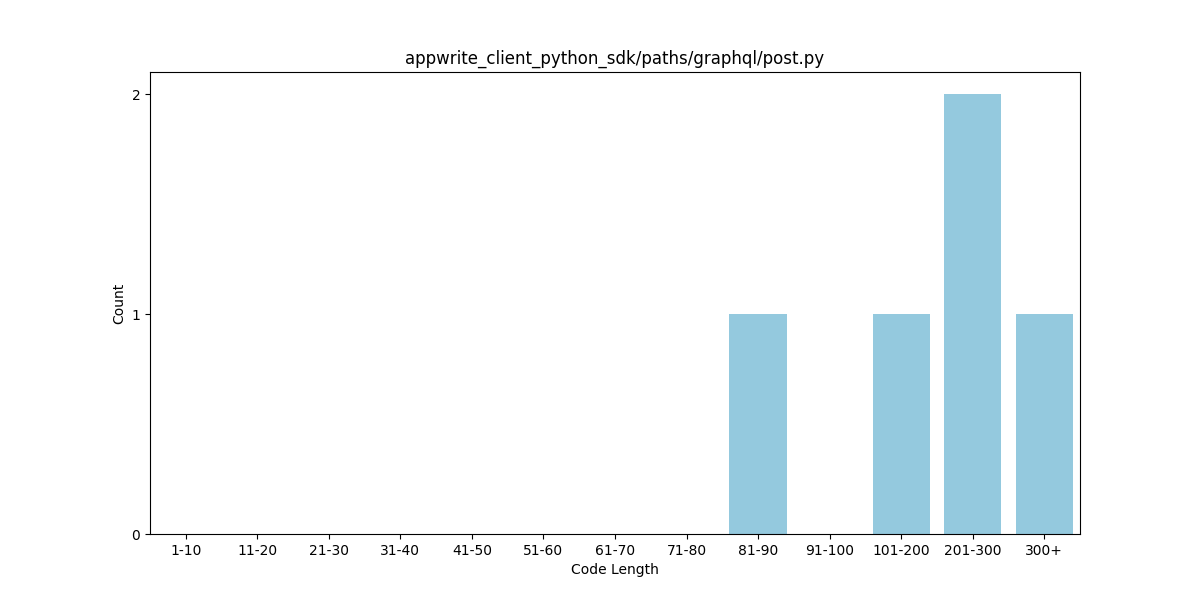 appwrite_client_python_sdk/paths/graphql/post.py
Count
2
1
0
1-10 11-20 21-30 31-40 41-50 51-60 61-70 71-80 81-90 91-100 101-200 201-300 300+
Code Length